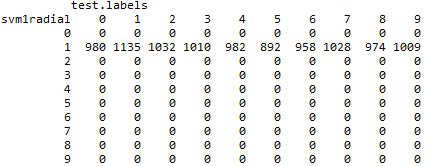 test.labels
svm1radial 0 1 2 3 4 5 6 7 8 9
0 0 0 0 0 0 0 0 0 0 0
1 980 1135 1032 1010 982 892 958 1028 974 1009
2 0 0 0 0 0 0 0 0 0 0
3 0 0 0 0 0 0 0 0 0 0
4 0 0 0 0 0 0 0 0 0 0
5 0 0 0 0 0 0 0 0 0 0
6 0 0 0 0 0 0 0 0 0 0
7 0 0 0 0 0 0 0 0 0 0
8 0 0 0 0 0 0 0 0 0 0
9 0 0 0 0 0 0 0 0 0 0